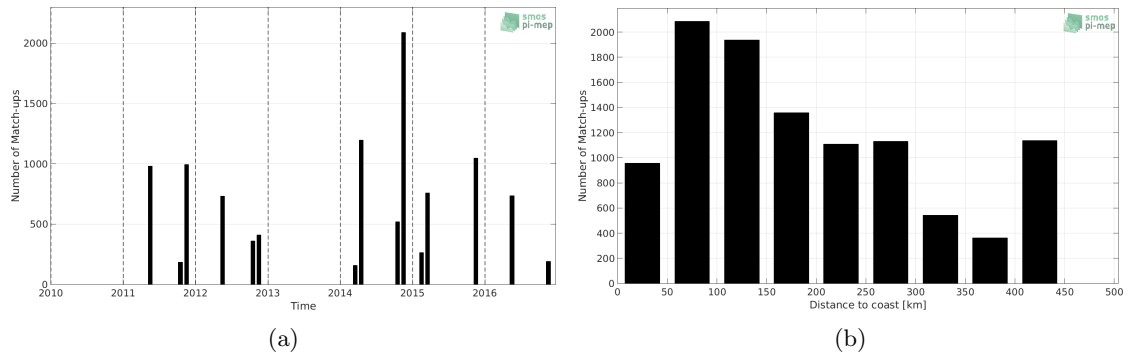 smos
pi-mep
2000
1500
1000
500
0
Number of Match-ups
2010 2011 2012 2013 2014 2015 2016
Time
(a)
smos
pi-mep
2000
1800
1600
1400
1200
1000
800
600
400
200
0
Number of Match-ups
0 50 100 150 200 250 300 350 400 450 500
Distance to coast [km]
(b)